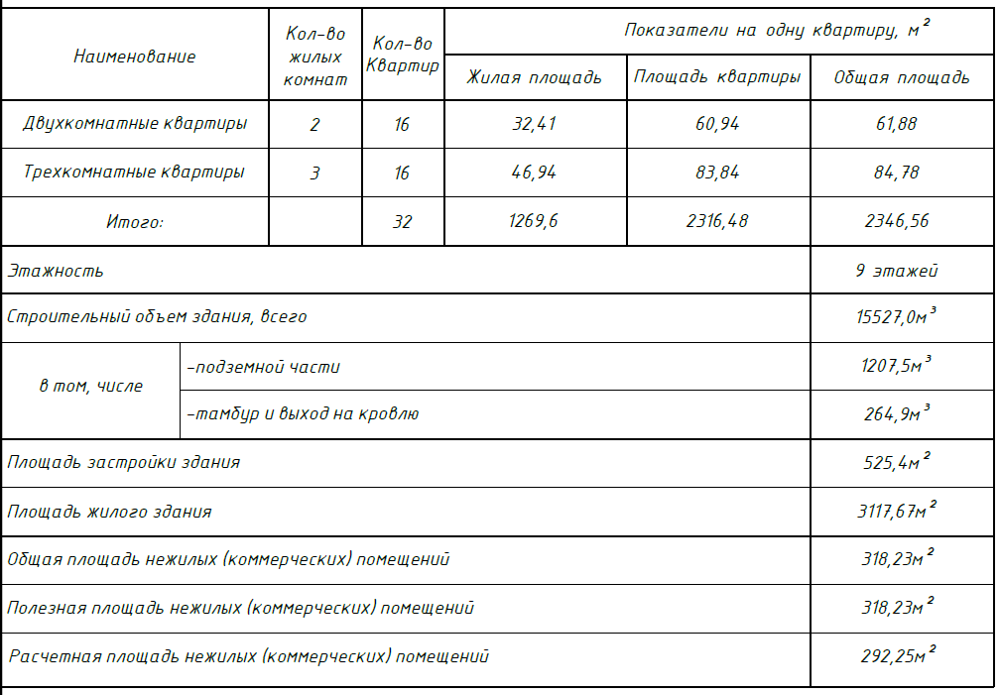 Наименование
Кол-во
жилых
комнат
Кол-во
Квартир
Показатели на одну квартиру, м²
Жилая площадь
Площадь квартиры
Общая площадь
Двухкомнатные квартиры 2 16 32,41 60,94 61,88
Трехкомнатные квартиры 3 16 46,94 83,84 84,78
Итого: 32 1269,6 2316,48 2346,56
Этажность 9 этажей
Строительный объем здания, всего 15527,0м³
в том, числе
-подземной части 1207,5м³
-тамбур и выход на кровлю 264,9м³
Площадь застройки здания 525,4м²
Площадь жилого здания 3117,67м²
Общая площадь нежилых (коммерческих) помещений 318,23м²
Полезная площадь нежилых (коммерческих) помещений 318,23м²
Расчетная площадь нежилых (коммерческих) помещений 292,25м²